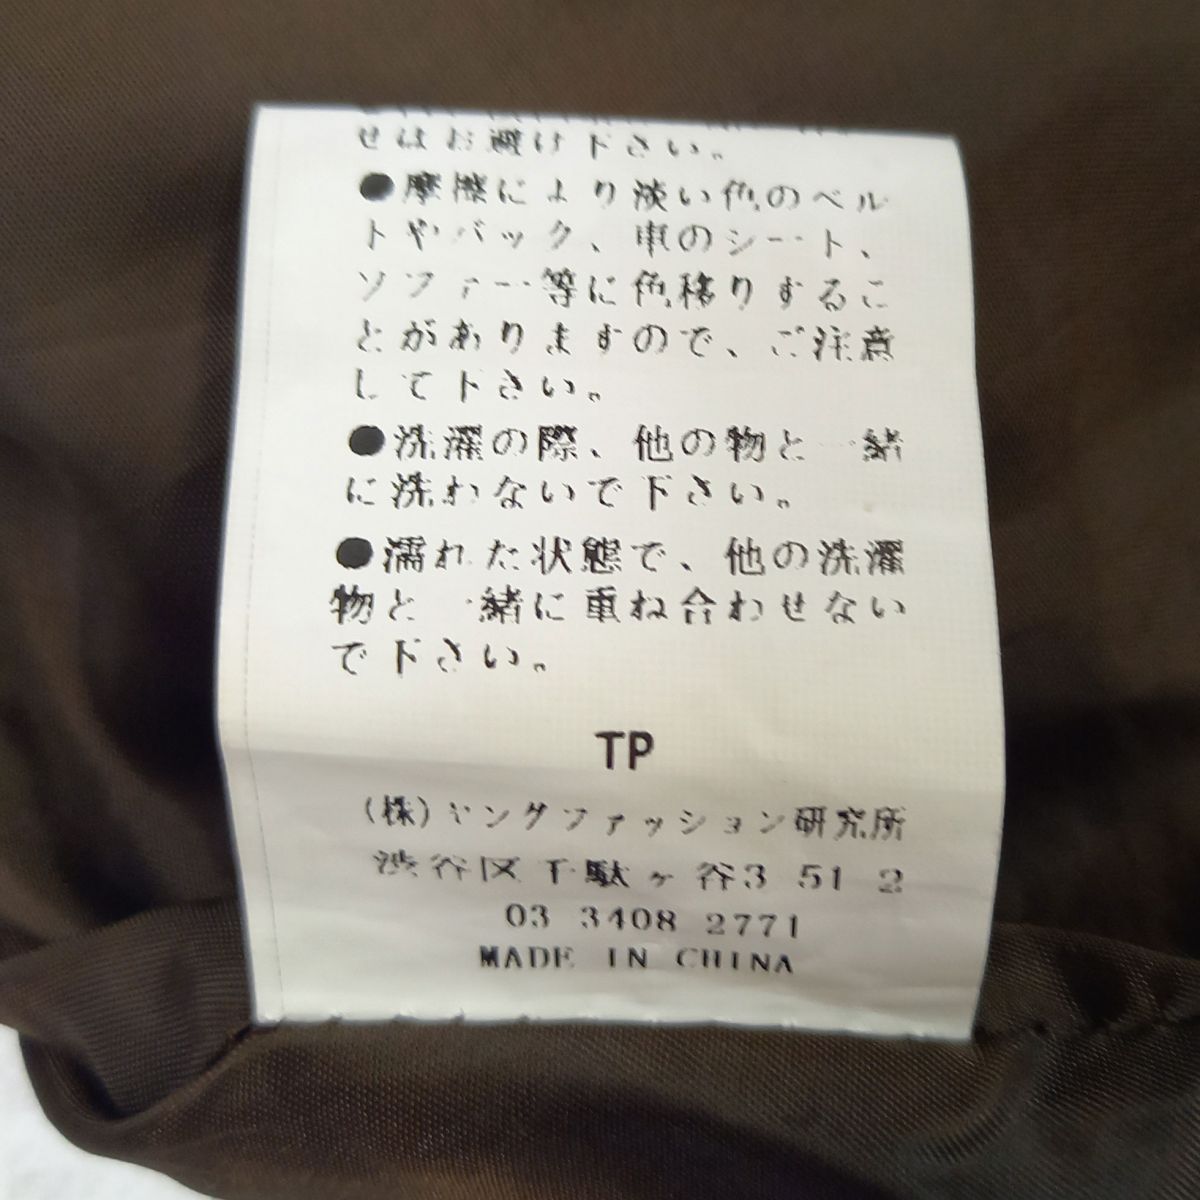 せはお避け下さい。
●摩擦により淡い色のベル
トやバック、車のシート、
ソファー等に色移りするこ
とがありますので、ご注意
して下さい。
●洗濯の際、他の物と一緒
に洗わないで下さい。
●濡れた状態で、他の洗濯
物と一緒に重ね合わせない
で下さい。
TP
(株)ヤングファッション研究所
渋谷区千駄ヶ谷3 51 2
03 3408 2771
MADE IN CHINA